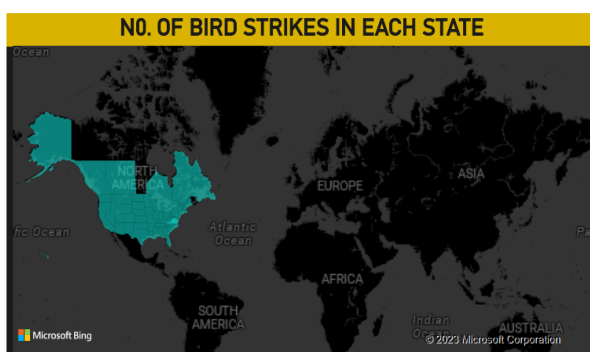 N0. OF BIRD STRIKES IN EACH STATE
Ocean
NORTH
AMERICA
EUROPE
ASIA
fic Ocean
Atlantic
Ocean
Pa
AFRICA
SOUTH
AMERICA
Indian
Ocean
AUSTRALIA
Microsoft Bing
© 2023 Microsoft Corporation